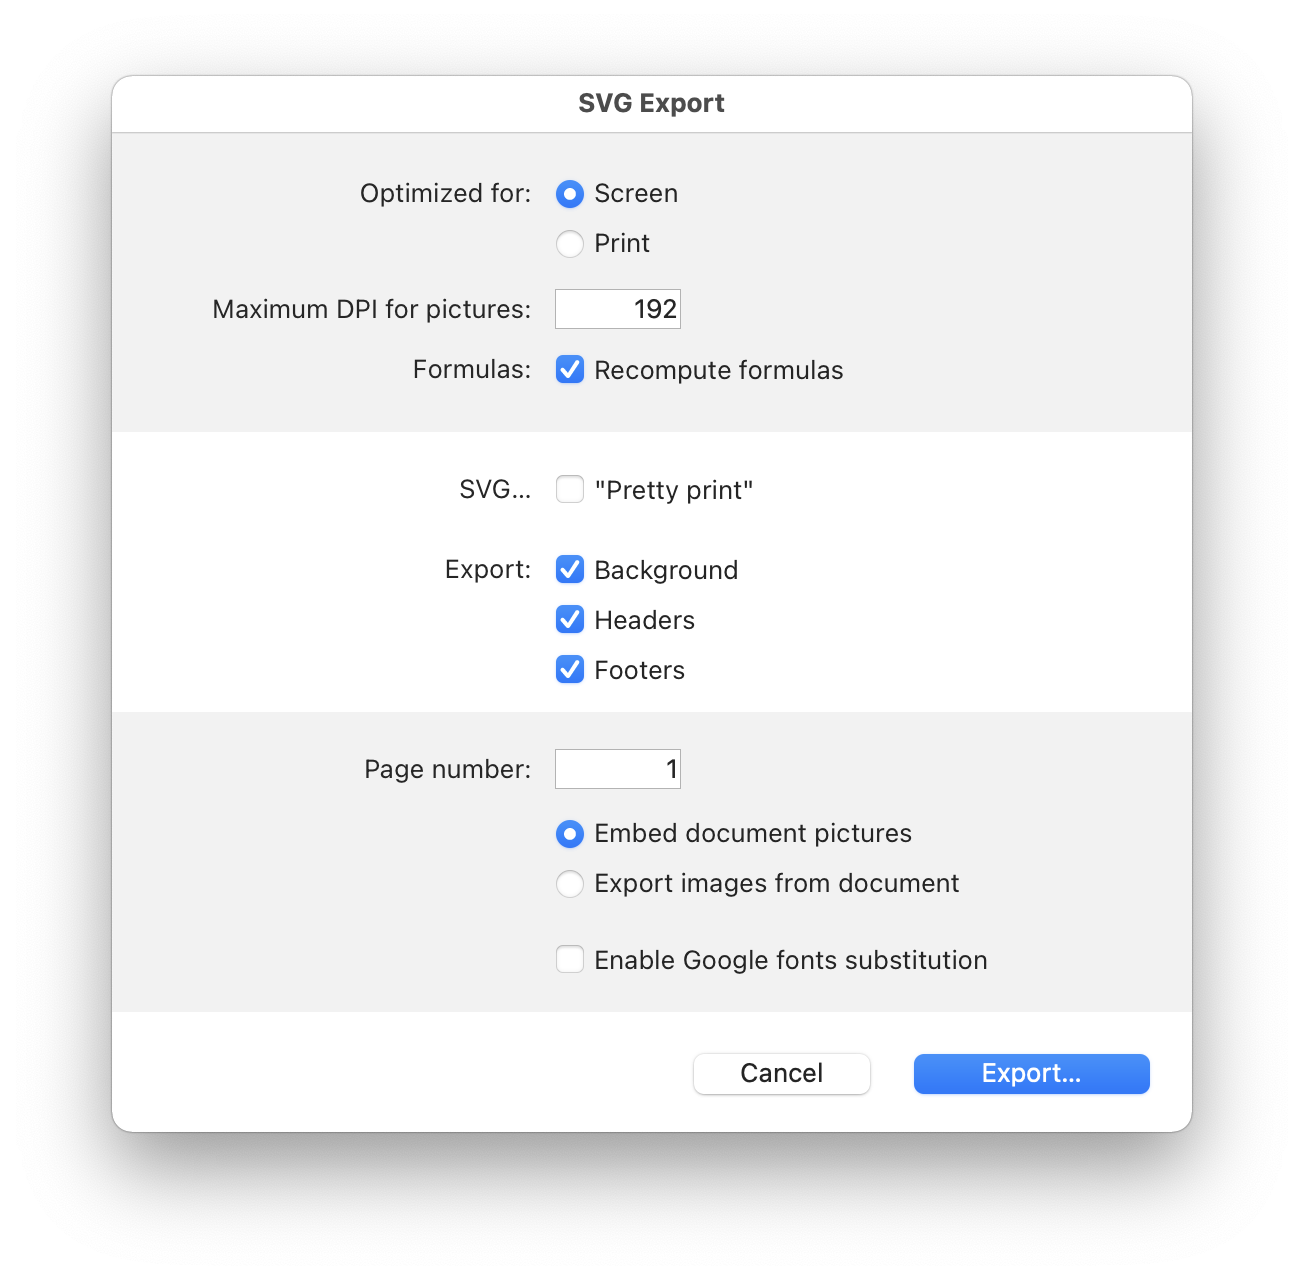 SVG Export
Optimized for: Screen
Print
Maximum DPI for pictures: 192
Formulas: Recompute formulas
SVG... "Pretty print"
Export: Background
Headers
Footers
Page number: 1
Embed document pictures
Export images from document
Enable Google fonts substitution
Cancel Export...